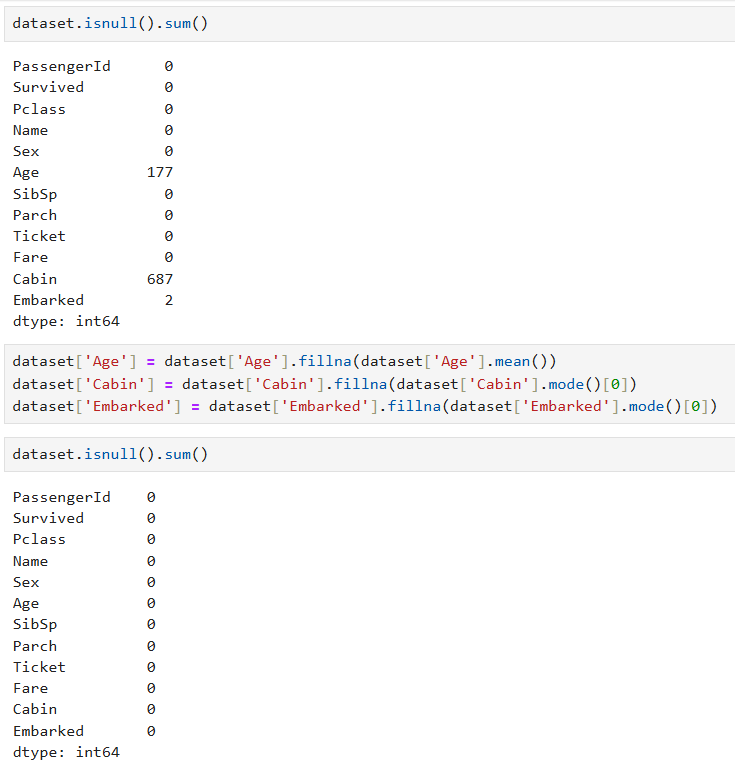 dataset.isnull().sum()
PassengerId 0
Survived 0
Pclass 0
Name 0
Sex 0
Age 177
SibSp 0
Parch 0
Ticket 0
Fare 0
Cabin 687
Embarked 2
dtype: int64
dataset['Age'] = dataset['Age'].fillna(dataset['Age'].mean())
dataset['Cabin'] = dataset['Cabin'].fillna(dataset['Cabin'].mode()[0])
dataset['Embarked'] = dataset['Embarked'].fillna(dataset['Embarked'].mode()[0])
dataset.isnull().sum()
PassengerId 0
Survived 0
Pclass 0
Name 0
Sex 0
Age 0
SibSp 0
Parch 0
Ticket 0
Fare 0
Cabin 0
Embarked 0
dtype: int64